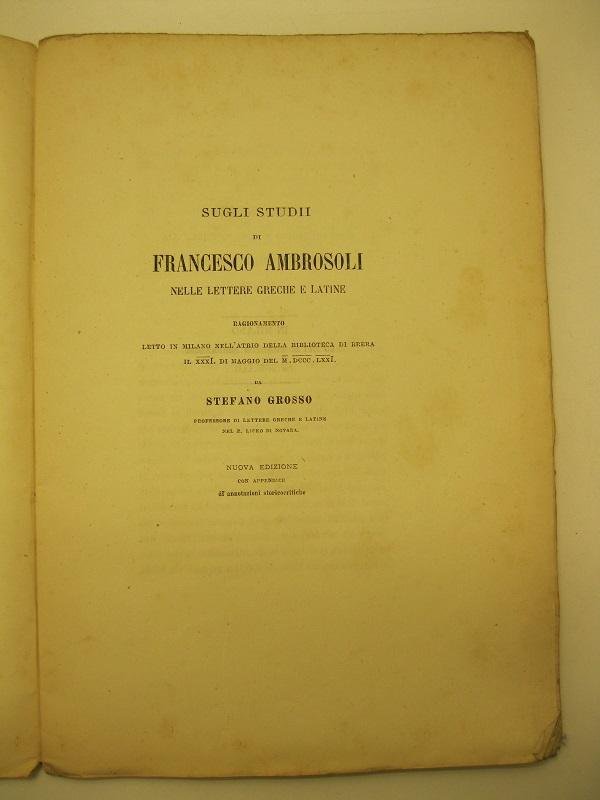 SUGLI STUDII
DI
FRANCESCO AMBROSOLI
NELLE LETTERE GRECHE E LATINE
RAGIONAMENTO
LETTO IN MILANO NELL'ATRIO DELLA BIBLIOTECA DI BRERA
IL XXXI. DI MAGGIO DEL M.DCCC.LXXI.
DA
STEFANO GROSSO
PROFESSORE DI LETTERE GRECHE E LATINE
NEL R. LICEO DI NOVARA.
NUOVA EDIZIONE
CON APPENDICE
di annotazioni storicocritiche